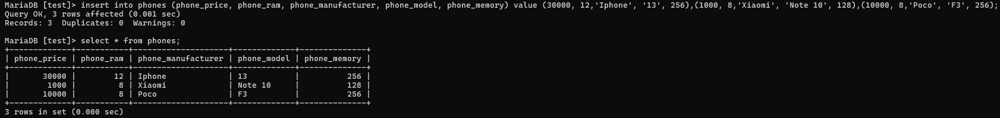 MariaDB [test]> insert into phones (phone_price, phone_ram, phone_manufacturer, phone_model, phone_memory) value (30000, 12,'Iphone', '13', 256),(1000, 8,'Xiaomi', 'Note 10', 128),(10000, 8,'Poco', 'F3', 256);
Query OK, 3 rows affected (0.001 sec)
Records: 3  Duplicates: 0  Warnings: 0

MariaDB [test]> select * from phones;
+-------------+-----------+--------------------+-------------+--------------+
| phone_price | phone_ram | phone_manufacturer | phone_model | phone_memory |
+-------------+-----------+--------------------+-------------+--------------+
|       30000 |        12 | Iphone             | 13          |          256 |
|        1000 |         8 | Xiaomi             | Note 10     |          128 |
|       10000 |         8 | Poco               | F3          |          256 |
+-------------+-----------+--------------------+-------------+--------------+
3 rows in set (0.000 sec)